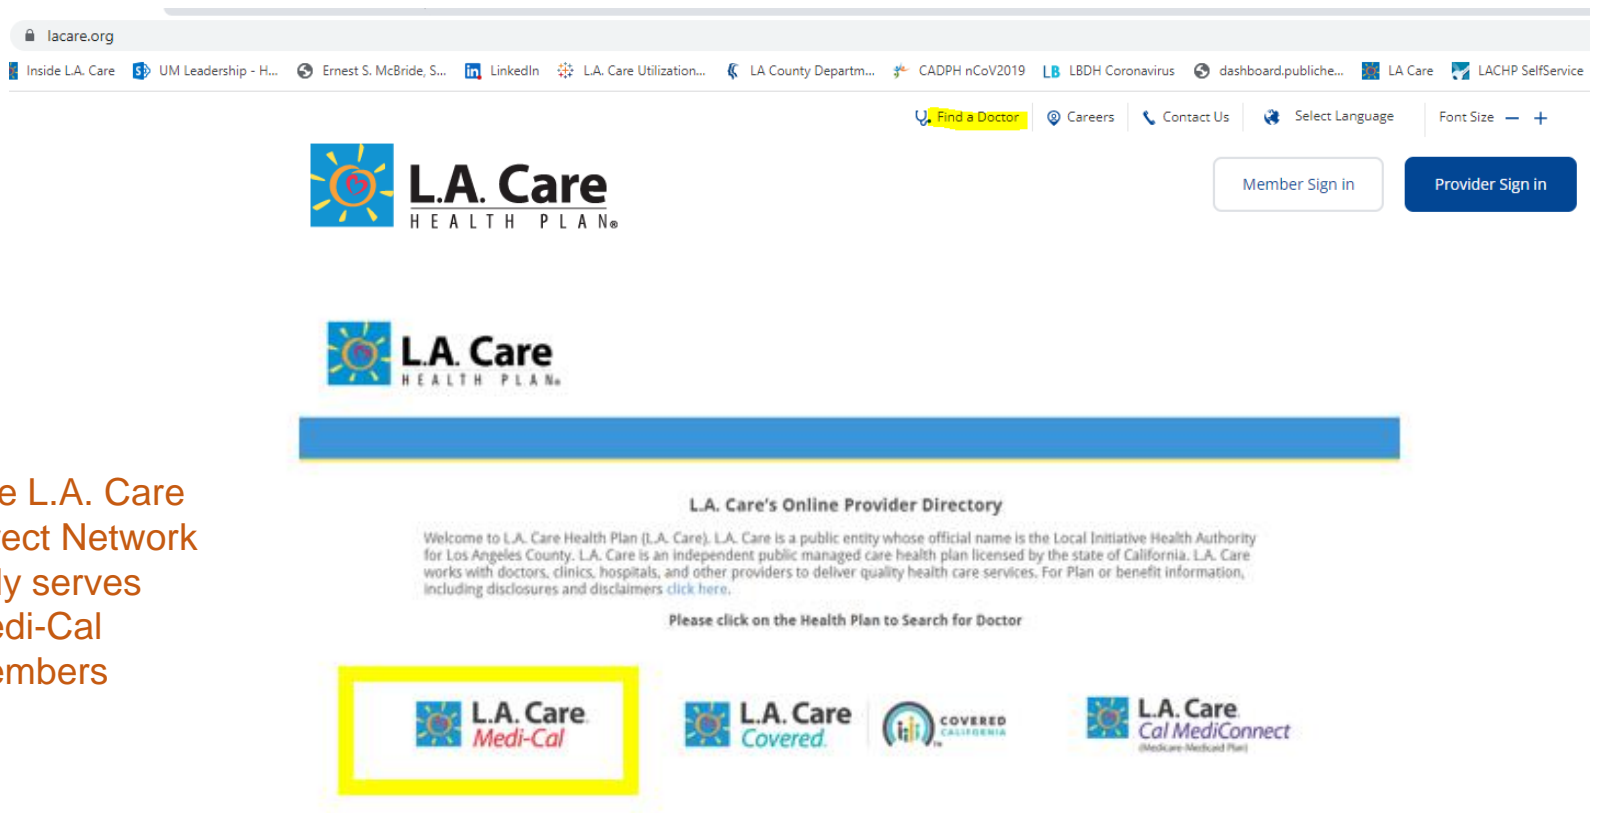 lacare.org
Inside L.A. Care UM Leadership - H... Ernest S. McBride, S... LinkedIn L.A. Care Utilization... LA County Departm... CADPH nCoV2019 LB LBDH Coronavirus dashboard.publiche... LA Care LACHP SelfService
Find a Doctor Careers Contact Us Select Language Font Size — +
L.A. Care
HEALTH PLAN®
Member Sign in Provider Sign in
L.A. Care
HEALTH PLAN®
e L.A. Care
ect Network
ly serves
edi-Cal
embers
L.A. Care's Online Provider Directory
Welcome to L.A. Care Health Plan (L.A. Care). L.A. Care is a public entity whose official name is the Local Initiative Health Authority
for Los Angeles County. L.A. Care is an independent public managed care health plan licensed by the state of California. L.A. Care
works with doctors, clinics, hospitals, and other providers to deliver quality health care services. For Plan or benefit information,
including disclosures and disclaimers click here.
Please click on the Health Plan to Search for Doctor
L.A. Care
Medi-Cal
L.A. Care
Covered
COVERED
CALIFORNIA
L.A. Care
Cal MediConnect
(Medicare-Medicaid Plan)